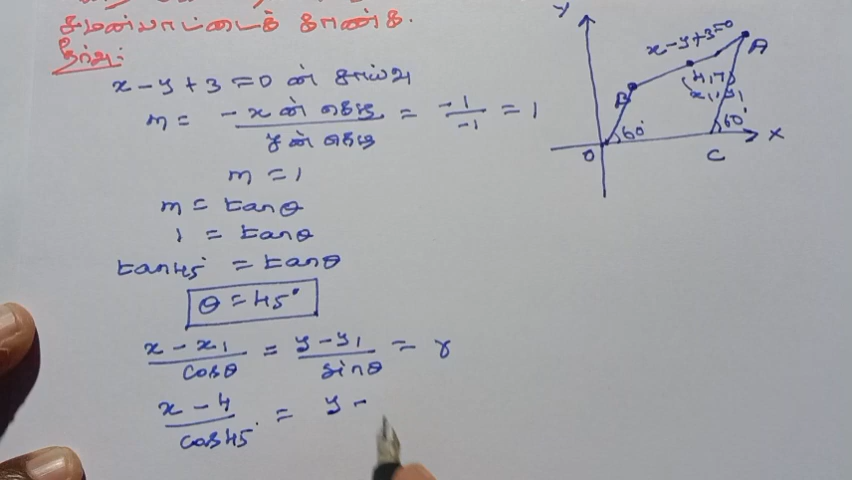 சமன்பாட்டைக் காண்க.
தீர்வு:
x - y + 3 = 0 ன் சாய்வு
m = -x ன் கெழு / y ன் கெழு = -1/-1 = 1
m = 1
m = tanθ
1 = tanθ
tan45° = tanθ
θ = 45°
x - x₁ / cosθ = y - y₁ / sinθ = r
x - 4 / cos45° = y -
Y
x-y+3=0
A
B
(4,7)
x₁,y₁
60°
60°
X
O
C